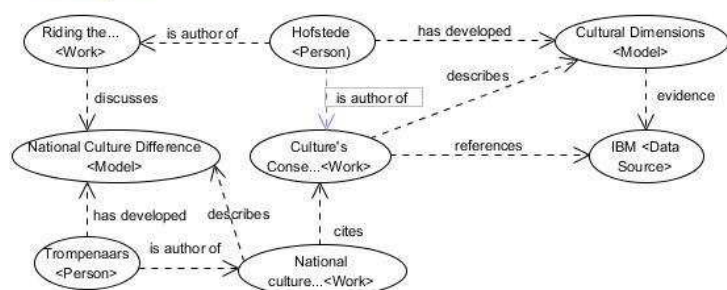 Riding the...
<Work>
is author of
Hofstede
<Person)
has developed
Cultural Dimensions
<Model>
describes
discusses
is author of
evidence
National Culture Difference
<Model>
Culture's
Conse...<Work>
references
IBM <Data
Source>
has developed
describes
cites
Trompenaars
<Person>
is author of
National
culture...<Work>